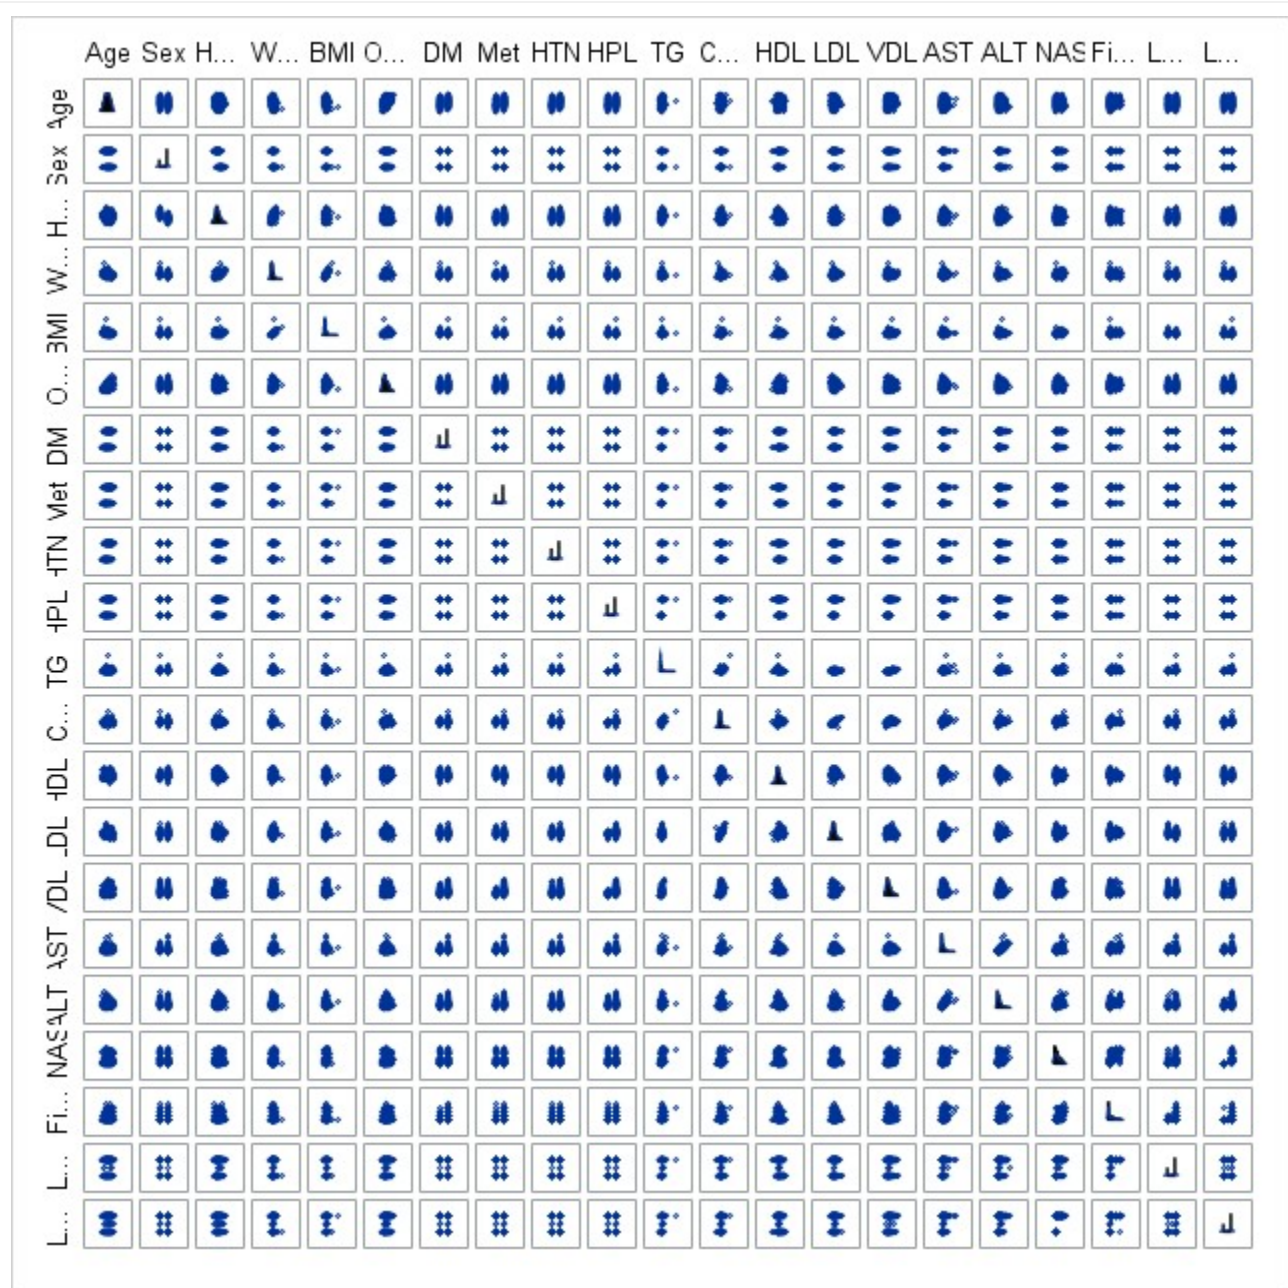 Age Sex H... W... BMI O... DM Met HTN HPL TG C... HDL LDL VDL AST ALT NAS Fi... L... L...
Age
Sex
H...
W...
BMI
O...
DM
Met
HTN
HPL
TG
C...
HDL
LDL
VDL
AST
ALT
NAS
Fi...
L...
L...